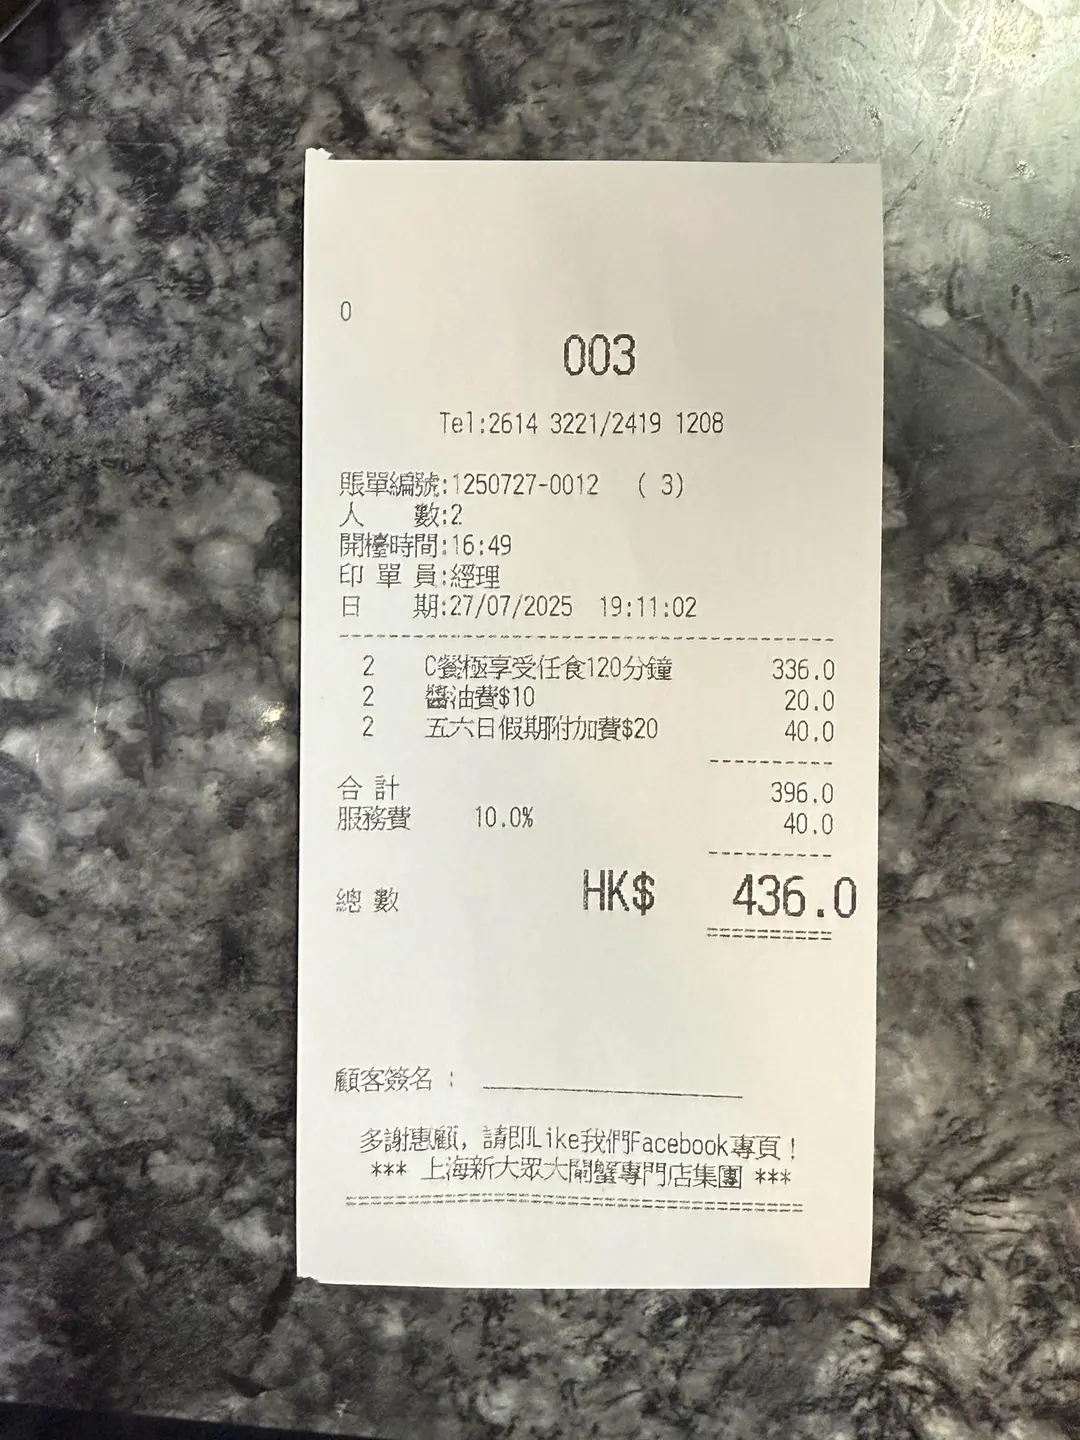 0
003
Tel:2614 3221/2419 1208
賬單編號:1250727-0012 ( 3)
人 數:2
開檯時間:16:49
印單員:經理
日 期:27/07/2025 19:11:02
2 C餐極享受任食120分鐘 336.0
2 醬油費$10 20.0
2 五六日假期附加費$20 40.0
合計 396.0
服務費 10.0% 40.0
總數 HK$ 436.0
顧客簽名：
多謝惠顧, 請即Like我們Facebook專頁!
*** 上海新大眾大閘蟹專門店集團 ***